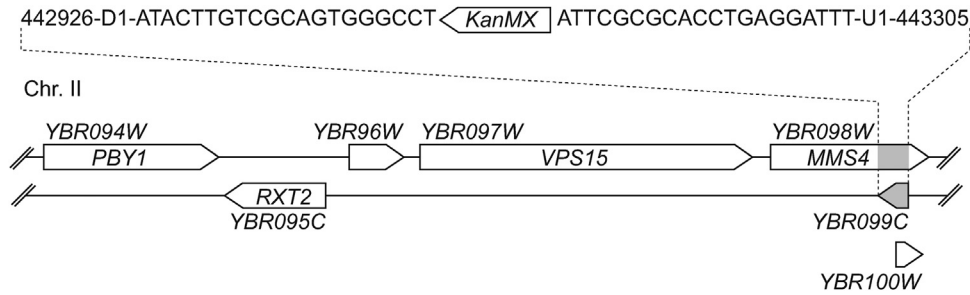 442926-D1-ATACTTGTCGCAGTGGGCCT KanMX ATTCGCGCACCTGAGGATTT-U1-443305
Chr. II
YBR094W YBR96W YBR097W YBR098W
PBY1 VPS15 MMS4
RXT2
YBR095C YBR099C
YBR100W